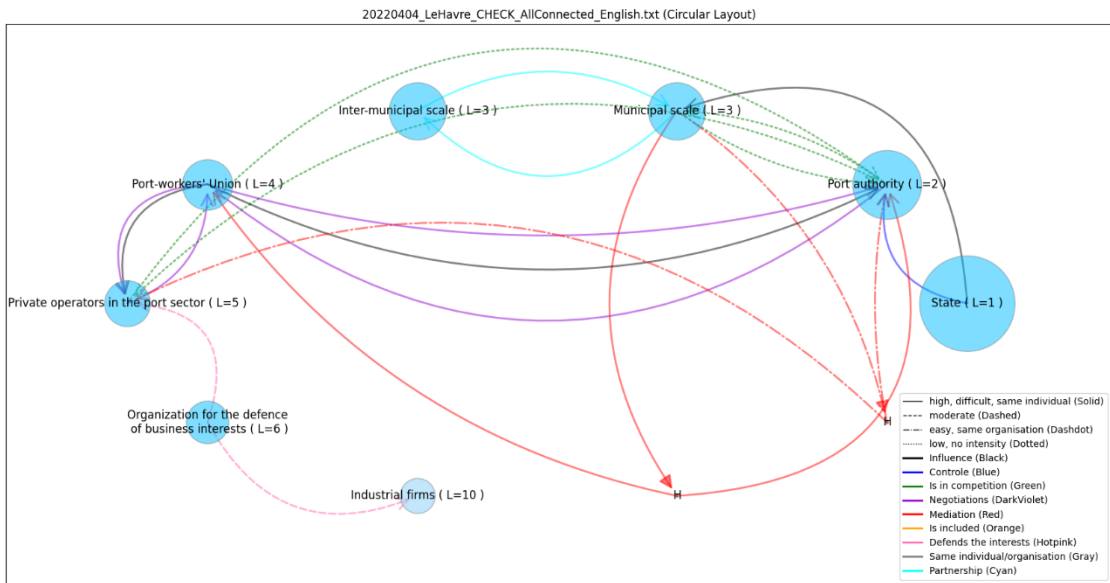 20220404_LeHavre_CHECK_AllConnected_English.txt (Circular Layout)
Inter-municipal scale ( L=3 )
Municipal scale ( L=3 )
Port-workers' Union ( L=4 )
Port authority ( L=2 )
Private operators in the port sector ( L=5 )
State ( L=1 )
Organization for the defence
of business interests ( L=6 )
H
Industrial firms ( L=10 )
H
high, difficult, same individual (Solid)
moderate (Dashed)
easy, same organisation (Dashdot)
low, no intensity (Dotted)
Influence (Black)
Controle (Blue)
Is in competition (Green)
Negotiations (DarkViolet)
Mediation (Red)
Is included (Orange)
Defends the interests (Hotpink)
Same individual/organisation (Gray)
Partnership (Cyan)